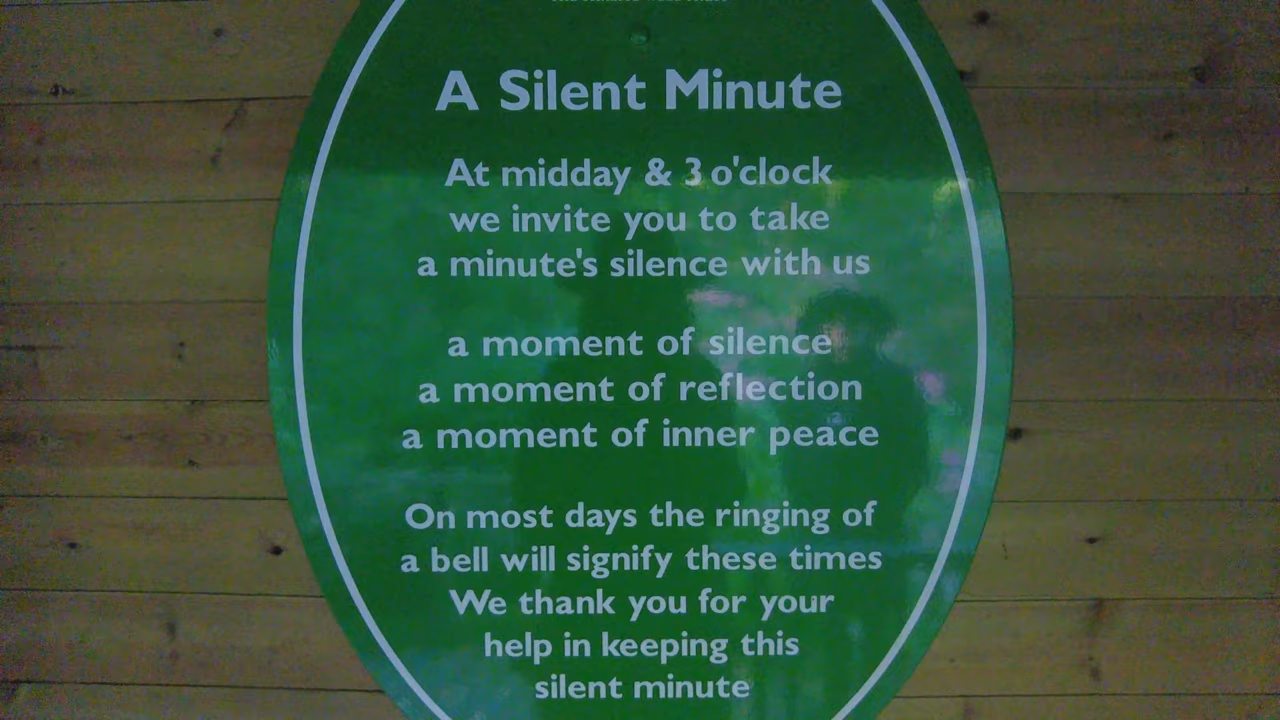 A Silent Minute
At midday & 3 o'clock
we invite you to take
a minute's silence with us
a moment of silence
a moment of reflection
a moment of inner peace
On most days the ringing of
a bell will signify these times
We thank you for your
help in keeping this
silent minute